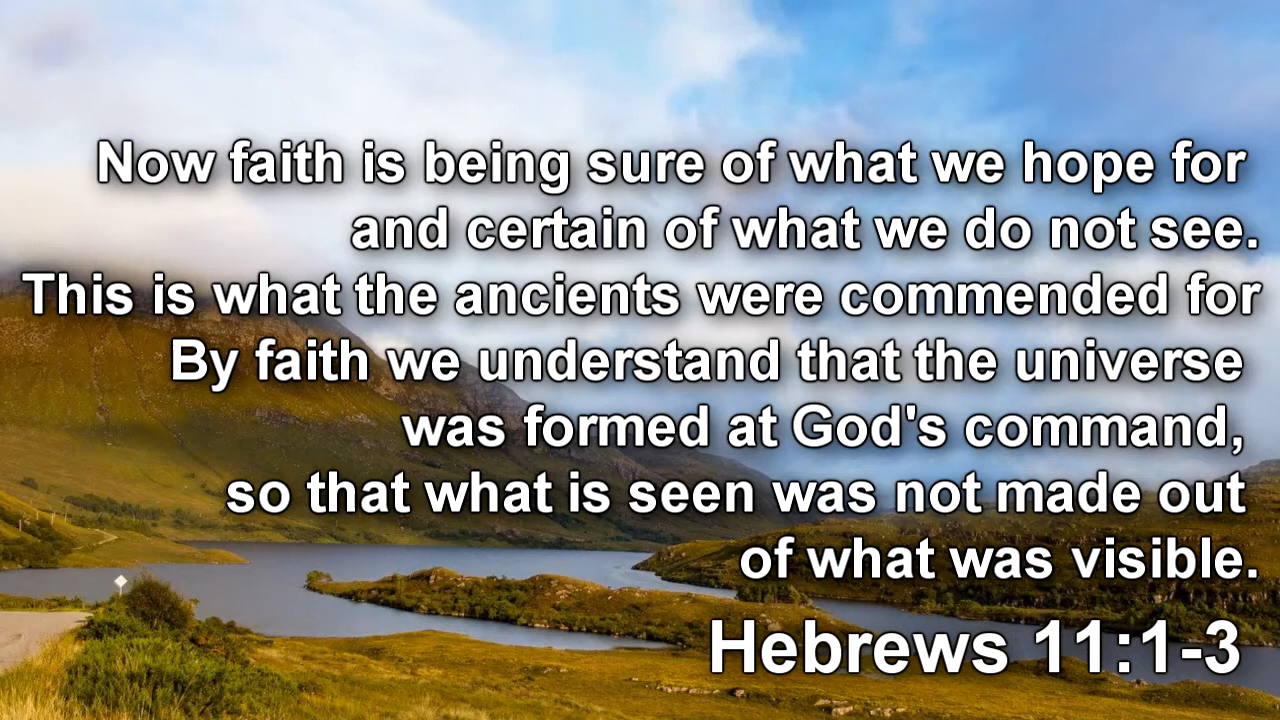 Now faith is being sure of what we hope for
and certain of what we do not see.
This is what the ancients were commended for
By faith we understand that the universe
was formed at God's command,
so that what is seen was not made out
of what was visible.
Hebrews 11:1-3